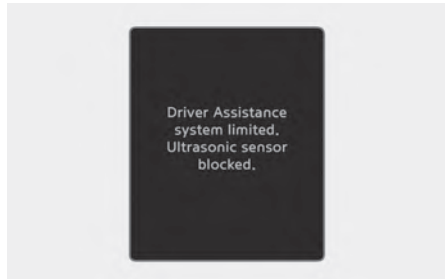 Driver Assistance
system limited.
Ultrasonic sensor
blocked.